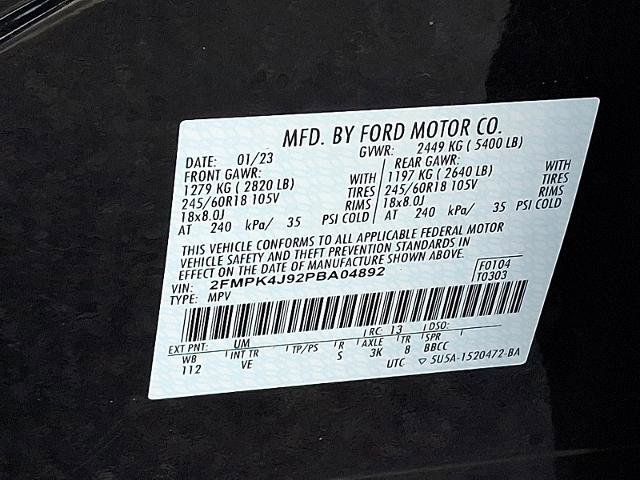 MFD. BY FORD MOTOR CO.
DATE: 01/23 GVWR: 2449 KG ( 5400 LB)
FRONT GAWR: REAR GAWR:
1279 KG ( 2820 LB) WITH 1197 KG ( 2640 LB) WITH
245/60R18 105V TIRES 245/60R18 105V TIRES
18x8.0J RIMS 18x8.0J RIMS
AT 240 kPa/ 35 PSI COLD AT 240 kPa/ 35 PSI COLD
THIS VEHICLE CONFORMS TO ALL APPLICABLE FEDERAL MOTOR
VEHICLE SAFETY AND THEFT PREVENTION STANDARDS IN
EFFECT ON THE DATE OF MANUFACTURE SHOWN ABOVE.
VIN: 2FMPK4J92PBA04892 F0104
TYPE: MPV T0303
EXT PNT: UM RC: 13 DSO:
WB INT TR TP/PS R AXLE TR SPR
112 VE S 3K 8 BBCC
UTC ▽ 5U5A-1520472-BA